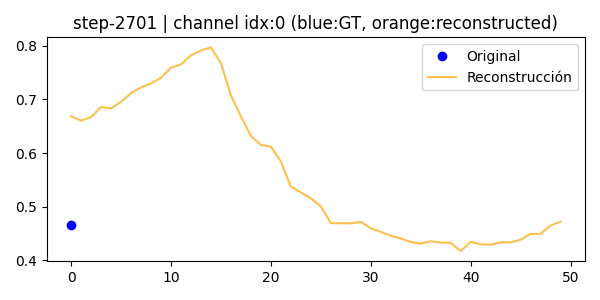 step-2701 | channel idx:0 (blue:GT, orange:reconstructed)
Original
Reconstrucción
0.8
0.7
0.6
0.5
0.4
0 10 20 30 40 50